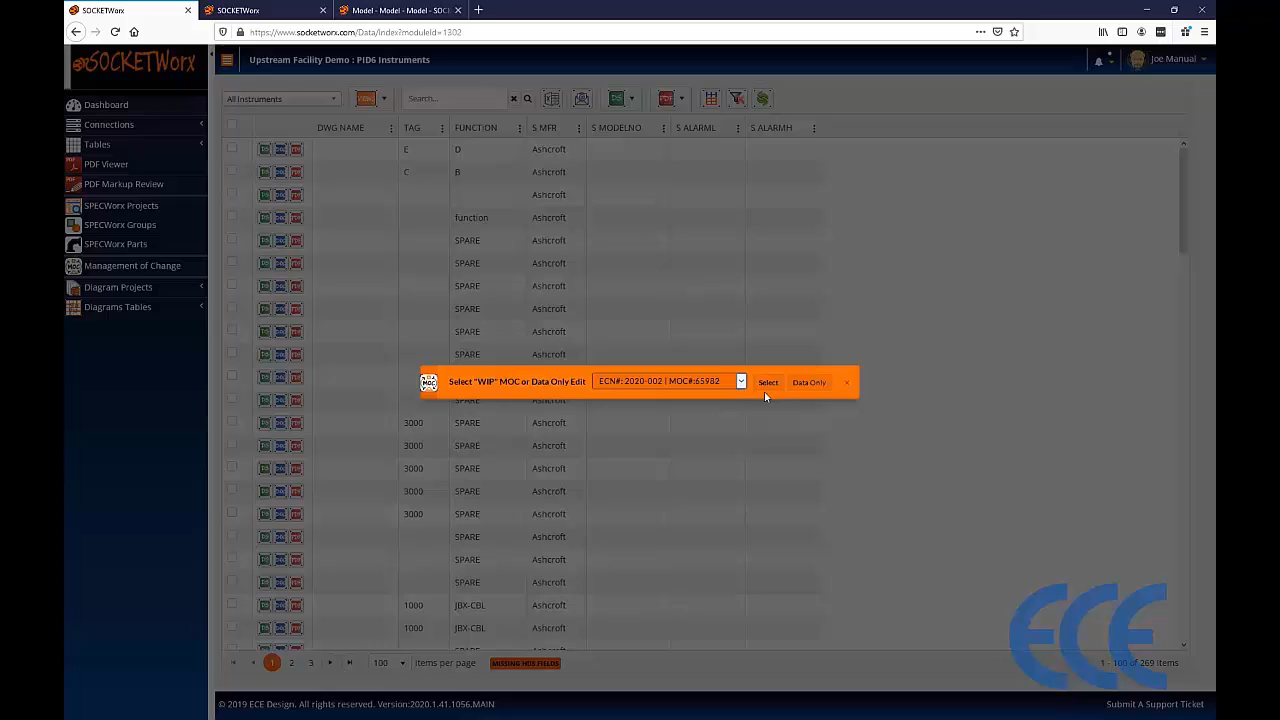 SOCKETWorx
SOCKETWorx
Model - Model - Model - SOC
https://www.socketworx.com/Data/Index?moduleId=1302
SOCKETWorx
Upstream Facility Demo : PID6 Instruments
Joe Manual
Dashboard
Connections
Tables
PDF Viewer
PDF Markup Review
SPECWorx Projects
SPECWorx Groups
SPECWorx Parts
Management of Change
Diagram Projects
Diagrams Tables
All Instruments
Search...
DWG NAME TAG FUNCTION S MFR S MODELNO S ALARML S ALARMH
E D Ashcroft
C B Ashcroft
Ashcroft
function Ashcroft
SPARE Ashcroft
SPARE Ashcroft
SPARE Ashcroft
SPARE Ashcroft
SPARE Ashcroft
SPARE Ashcroft
MOC Select "WIP" MOC or Data Only Edit ECN#: 2020-002 | MOC#:65982 Select Data Only
SPARE Ashcroft
3000 SPARE Ashcroft
3000 SPARE Ashcroft
3000 SPARE Ashcroft
3000 SPARE Ashcroft
3000 SPARE Ashcroft
SPARE Ashcroft
SPARE Ashcroft
SPARE Ashcroft
1000 JBX-CBL Ashcroft
1000 JBX-CBL Ashcroft
1 2 3 100 items per page MISSING HDS FIELDS 1 - 100 of 269 items
ECE
© 2019 ECE Design. All rights reserved. Version:2020.1.41.1056.MAIN
Submit A Support Ticket